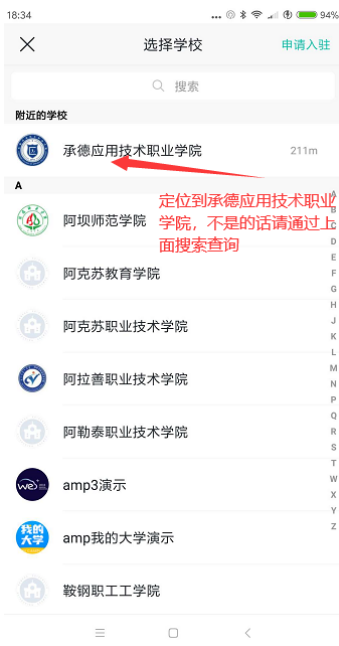 18:34
94%
选择学校
申请入驻
搜索
附近的学校
承德应用技术职业学院
211m
A
阿坝师范学院
定位到承德应用技术职业
学院，不是的话请通过上
面搜索查询
阿克苏教育学院
阿克苏职业技术学院
阿拉善职业技术学院
阿勒泰职业技术学院
we
amp3演示
我的
大学
amp我的大学演示
鞍钢职工工学院
A
B
C
D
E
F
G
H
J
K
L
M
N
P
Q
R
S
T
W
X
Y
Z